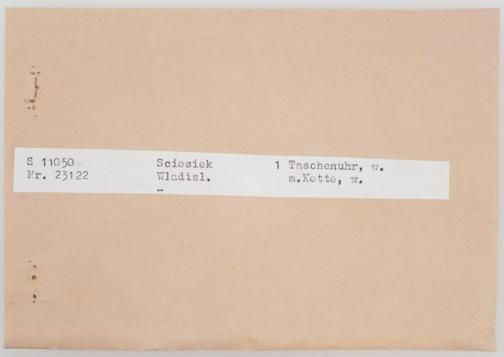 S 11050 Sciesiek 1 Taschenuhr, w.
Nr. 23122 Wladisl. m.Kette, w.
–